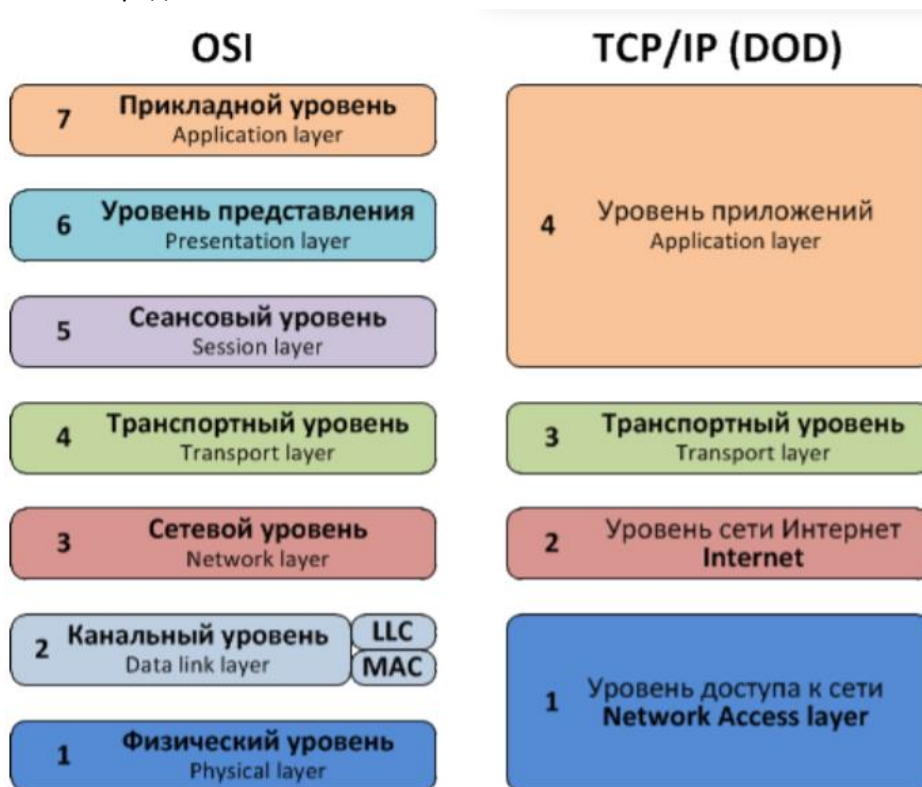 OSI
7 Прикладной уровень
Application layer
6 Уровень представления
Presentation layer
5 Сеансовый уровень
Session layer
4 Транспортный уровень
Transport layer
3 Сетевой уровень
Network layer
2 Канальный уровень
Data link layer
LLC
MAC
1 Физический уровень
Physical layer
TCP/IP (DOD)
4 Уровень приложений
Application layer
3 Транспортный уровень
Transport layer
2 Уровень сети Интернет
Internet
1 Уровень доступа к сети
Network Access layer